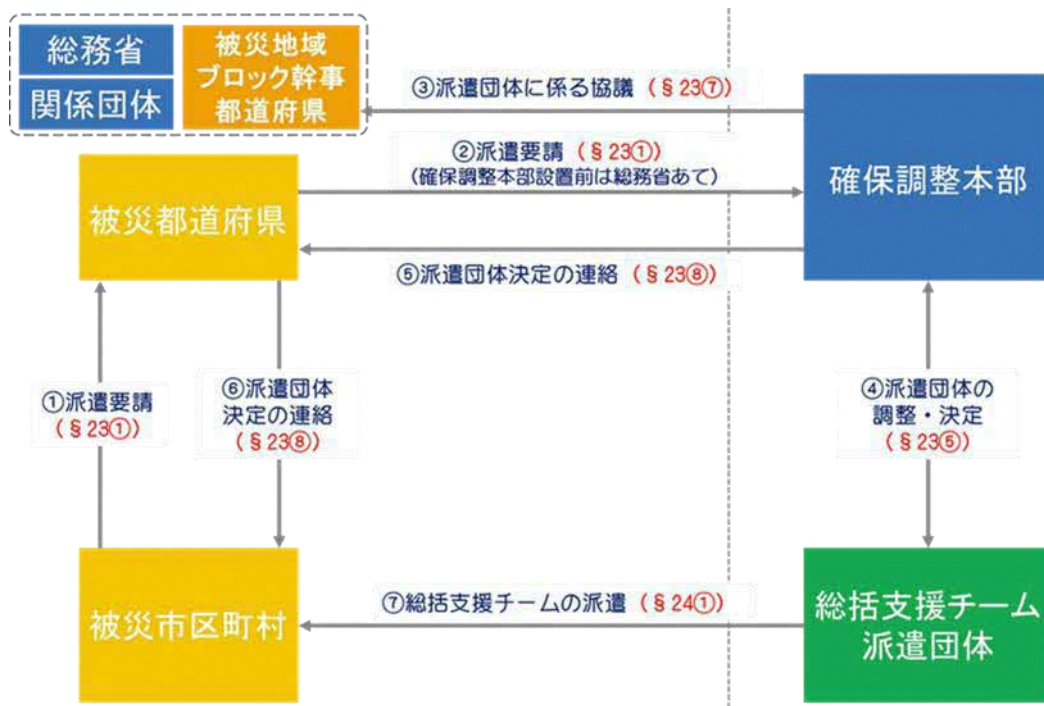 総務省
関係団体
被災地域
ブロック幹事
都道府県
③派遣団体に係る協議（§23⑦）
②派遣要請（§23①）
(確保調整本部設置前は総務省あて)
確保調整本部
被災都道府県
⑤派遣団体決定の連絡（§23⑧）
①派遣要請
（§23①）
⑥派遣団体
決定の連絡
（§23⑧）
④派遣団体の
調整・決定
（§23⑤）
⑦総括支援チームの派遣（§24①）
被災市区町村
総括支援チーム
派遣団体